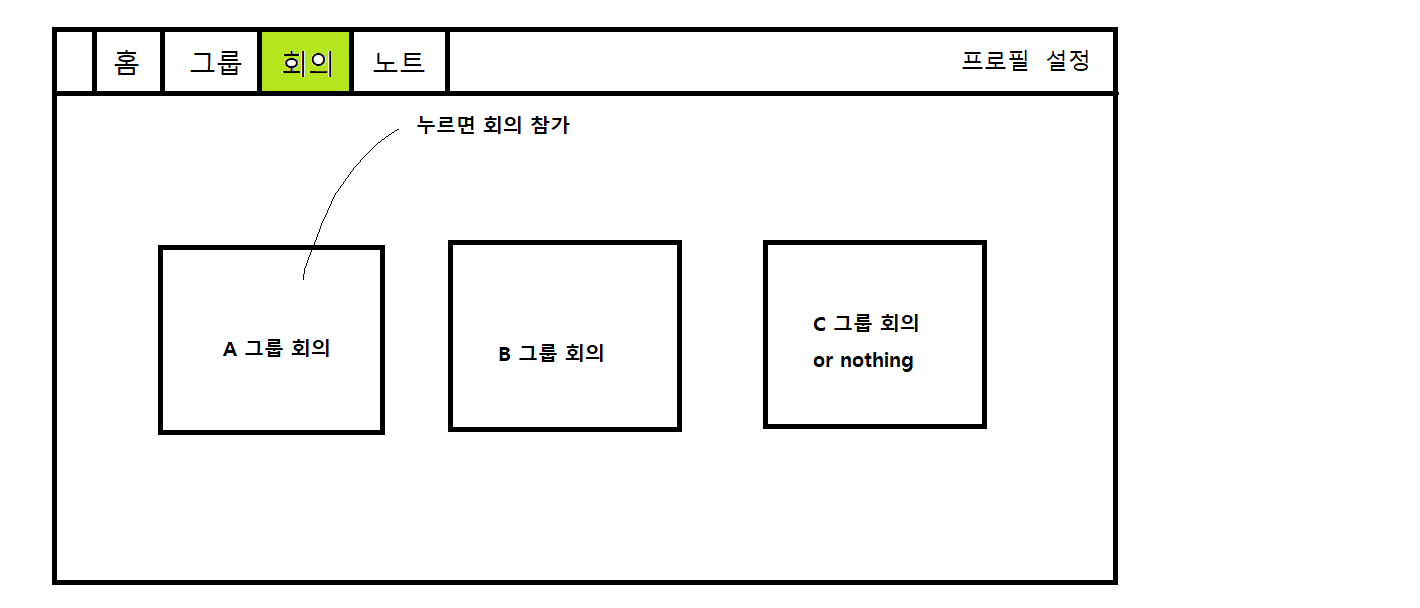 홈 그룹 회의 노트 프로필 설정
누르면 회의 참가
A 그룹 회의
B 그룹 회의
C 그룹 회의
or nothing